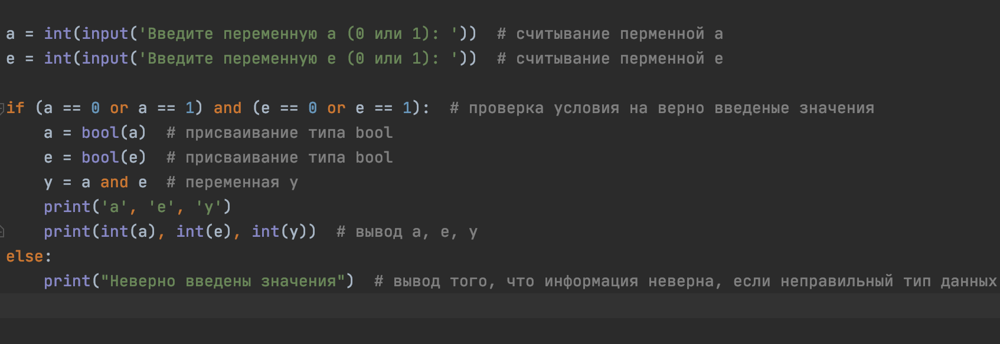 a = int(input('Введите переменную a (0 или 1): '))  # считывание перменной a
e = int(input('Введите переменную e (0 или 1): '))  # считывание перменной e
if (a == 0 or a == 1) and (e == 0 or e == 1):  # проверка условия на верно введеные значения
    a = bool(a)  # присваивание типа bool
    e = bool(e)  # присваивание типа bool
    y = a and e  # переменная y
    print('a', 'e', 'y')
    print(int(a), int(e), int(y))  # вывод a, e, y
else:
    print("Неверно введены значения")  # вывод того, что информация неверна, если неправильный тип данных